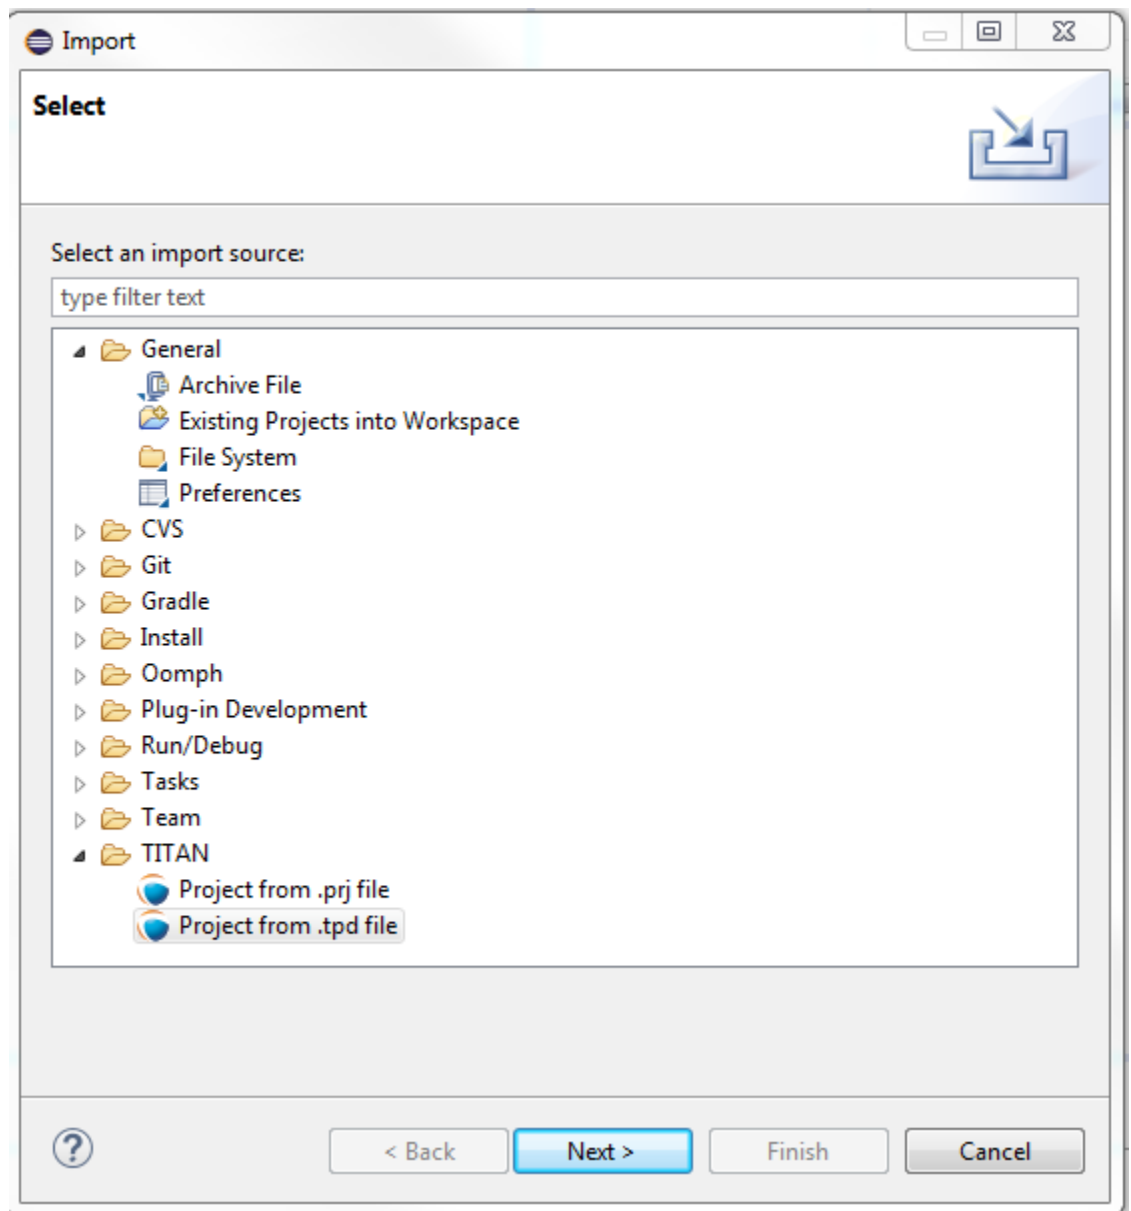 Import
Select
Select an import source:
type filter text
General
Archive File
Existing Projects into Workspace
File System
Preferences
CVS
Git
Gradle
Install
Oomph
Plug-in Development
Run/Debug
Tasks
Team
TITAN
Project from .prj file
Project from .tpd file
? < Back Next > Finish Cancel